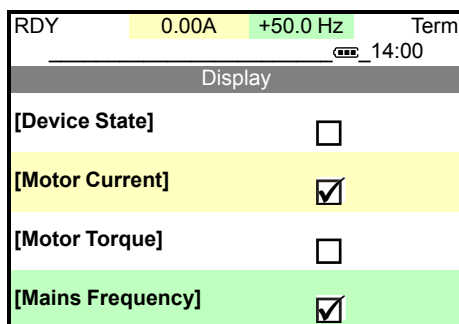 RDY 0.00A +50.0 Hz Term
14:00
Display
[Device State]
[Motor Current]
[Motor Torque]
[Mains Frequency]